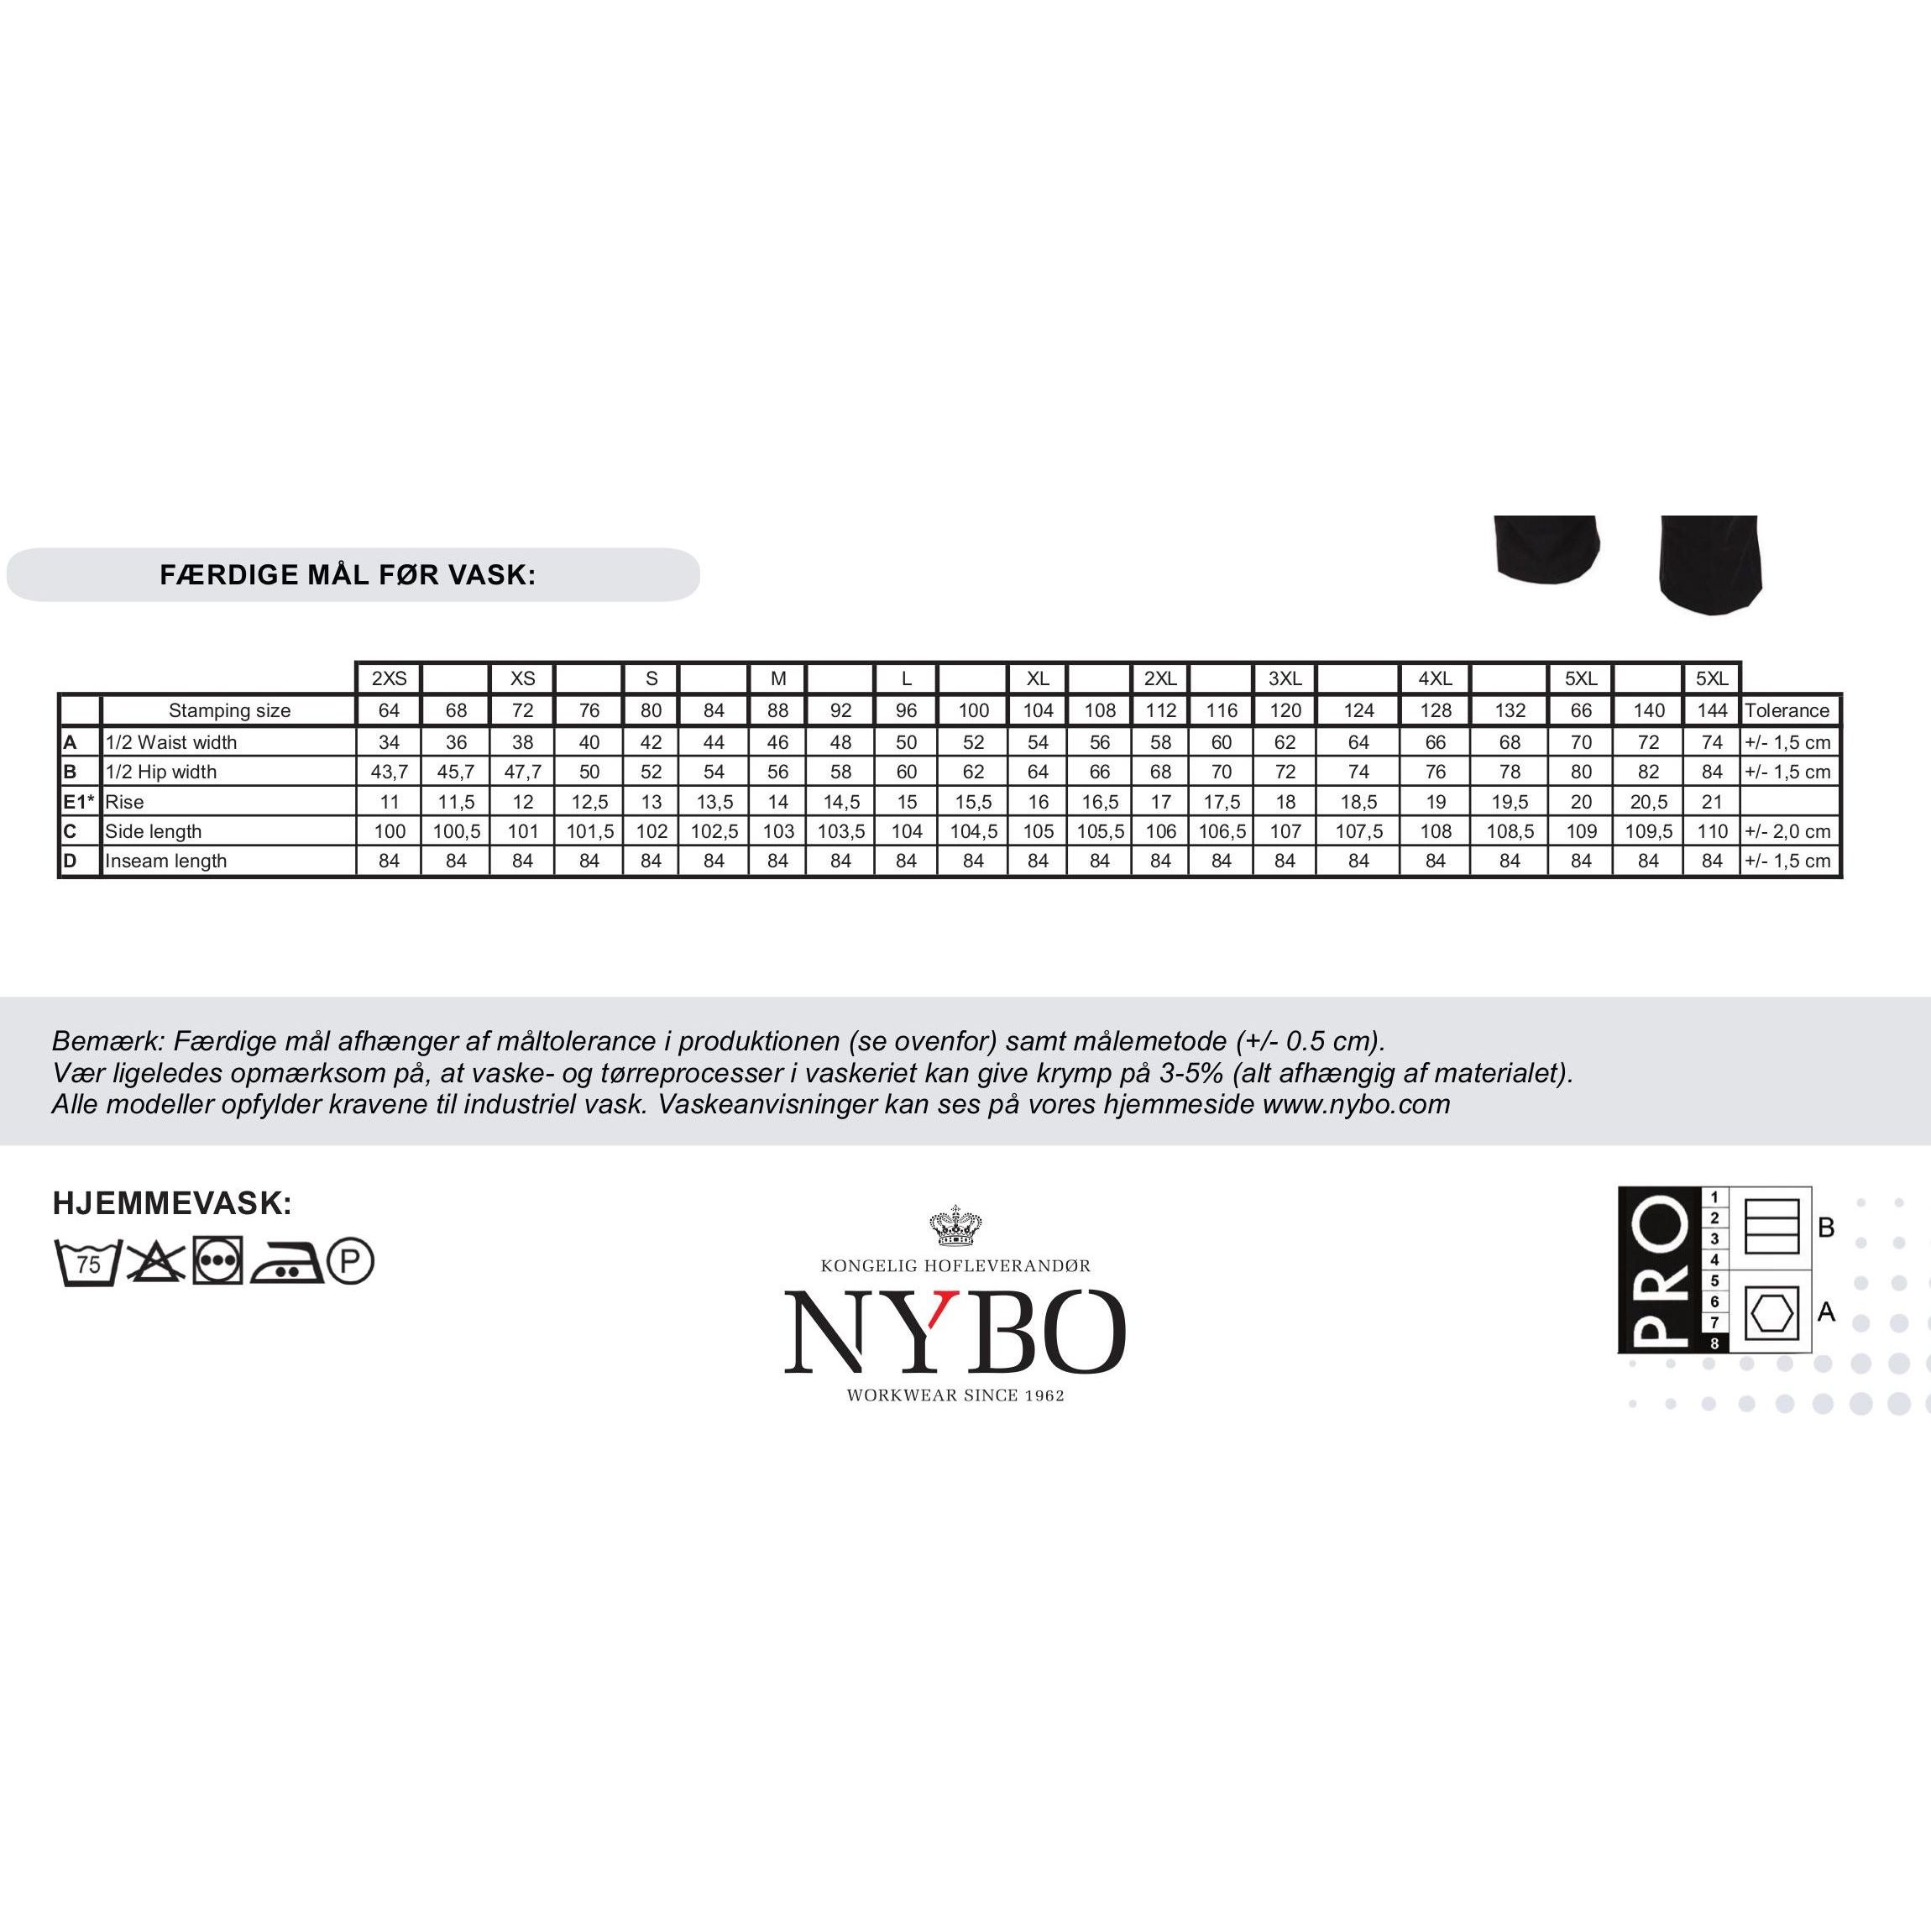 FÆRDIGE MÅL FØR VASK:
2XS XS S M L XL 2XL 3XL 4XL 5XL 5XL
Stamping size 64 68 72 76 80 84 88 92 96 100 104 108 112 116 120 124 128 132 66 140 144 Tolerance
A 1/2 Waist width 34 36 38 40 42 44 46 48 50 52 54 56 58 60 62 64 66 68 70 72 74 +/- 1,5 cm
B 1/2 Hip width 43,7 45,7 47,7 50 52 54 56 58 60 62 64 66 68 70 72 74 76 78 80 82 84 +/- 1,5 cm
E1* Rise 11 11,5 12 12,5 13 13,5 14 14,5 15 15,5 16 16,5 17 17,5 18 18,5 19 19,5 20 20,5 21
C Side length 100 100,5 101 101,5 102 102,5 103 103,5 104 104,5 105 105,5 106 106,5 107 107,5 108 108,5 109 109,5 110 +/- 2,0 cm
D Inseam length 84 84 84 84 84 84 84 84 84 84 84 84 84 84 84 84 84 84 84 84 84 +/- 1,5 cm
Bemærk: Færdige mål afhænger af måltolerance i produktionen (se ovenfor) samt målemetode (+/- 0.5 cm).
Vær ligeledes opmærksom på, at vaske- og tørreprocesser i vaskeriet kan give krymp på 3-5% (alt afhængig af materialet).
Alle modeller opfylder kravene til industriel vask. Vaskeanvisninger kan ses på vores hjemmeside www.nybo.com
HJEMMEVASK:
75 P
KONGELIG HOFLEVERANDØR
NYBO
WORKWEAR SINCE 1962
PRO
1
2
3
4
5
6
7
8
B
A